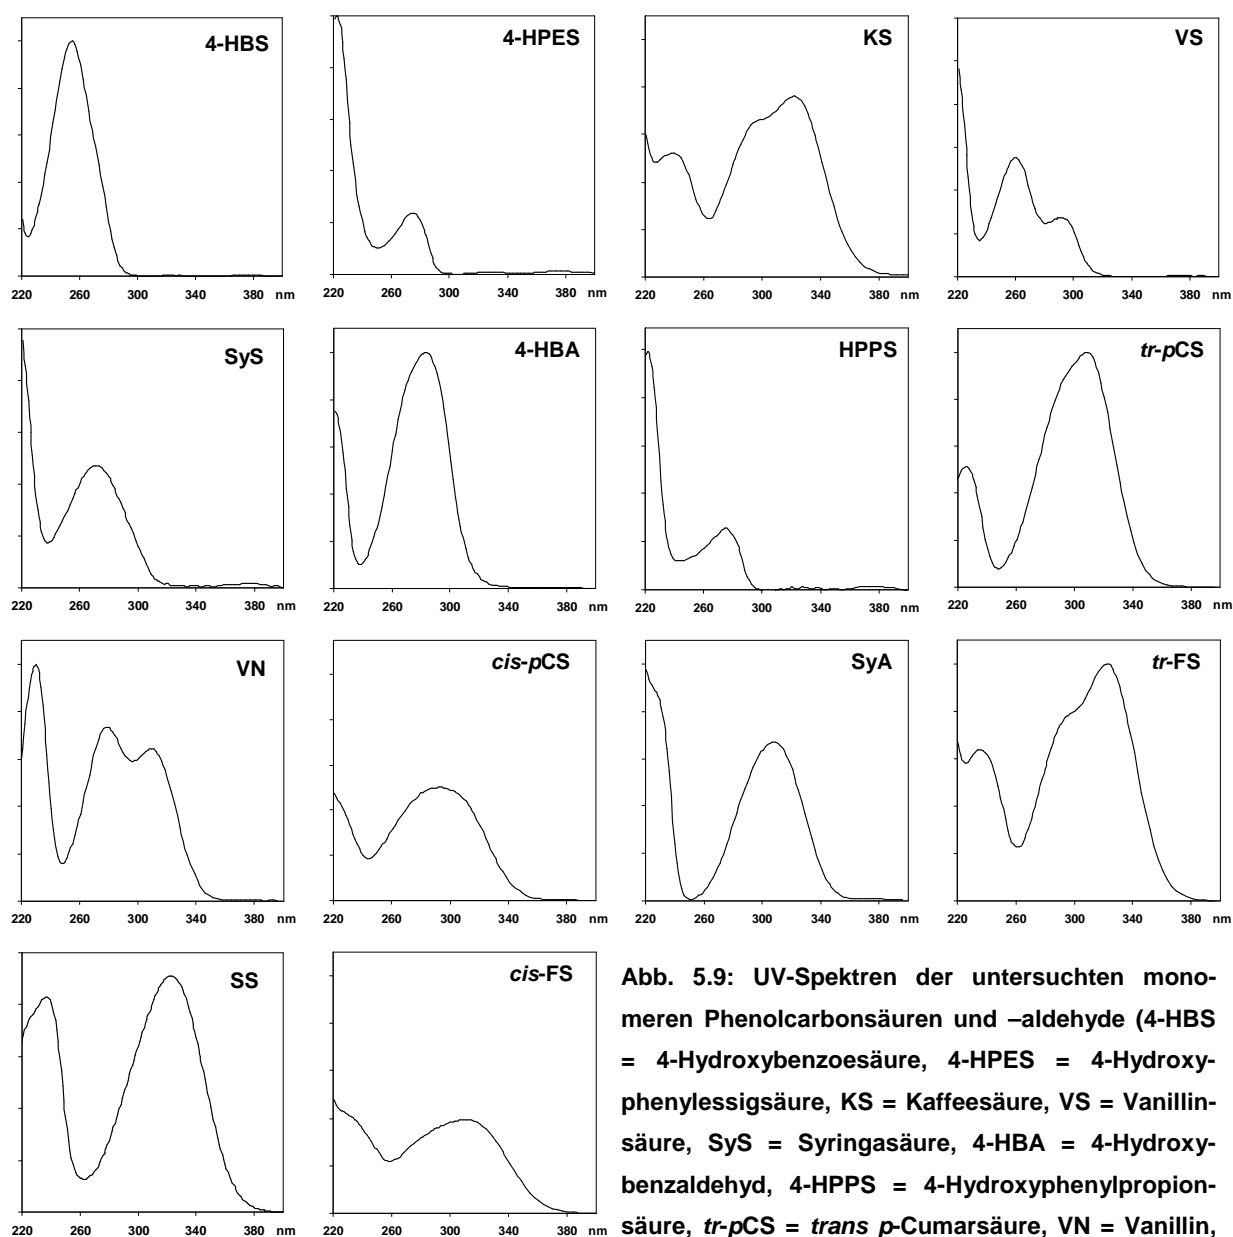 4-HBS
4-HPES
KS
VS
220 260 300 340 380 nm
220 260 300 340 380 nm
220 260 300 340 380 nm
220 260 300 340 380 nm
SyS
4-HBA
HPPS
tr-pCS
220 260 300 340 380 nm
220 260 300 340 380 nm
220 260 300 340 380 nm
220 260 300 340 380 nm
VN
cis-pCS
SyA
tr-FS
220 260 300 340 380 nm
220 260 300 340 380 nm
220 260 300 340 380 nm
220 260 300 340 380 nm
SS
cis-FS
220 260 300 340 380 nm
220 260 300 340 380 nm
Abb. 5.9: UV-Spektren der untersuchten mono-
meren Phenolcarbonsäuren und –aldehyde (4-HBS
= 4-Hydroxybenzoesäure, 4-HPES = 4-Hydroxy-
phenylessigsäure, KS = Kaffeesäure, VS = Vanillin-
säure, SyS = Syringasäure, 4-HBA = 4-Hydroxy-
benzaldehyd, 4-HPPS = 4-Hydroxyphenylpropion-
säure, tr-pCS = trans p-Cumarsäure, VN = Vanillin,